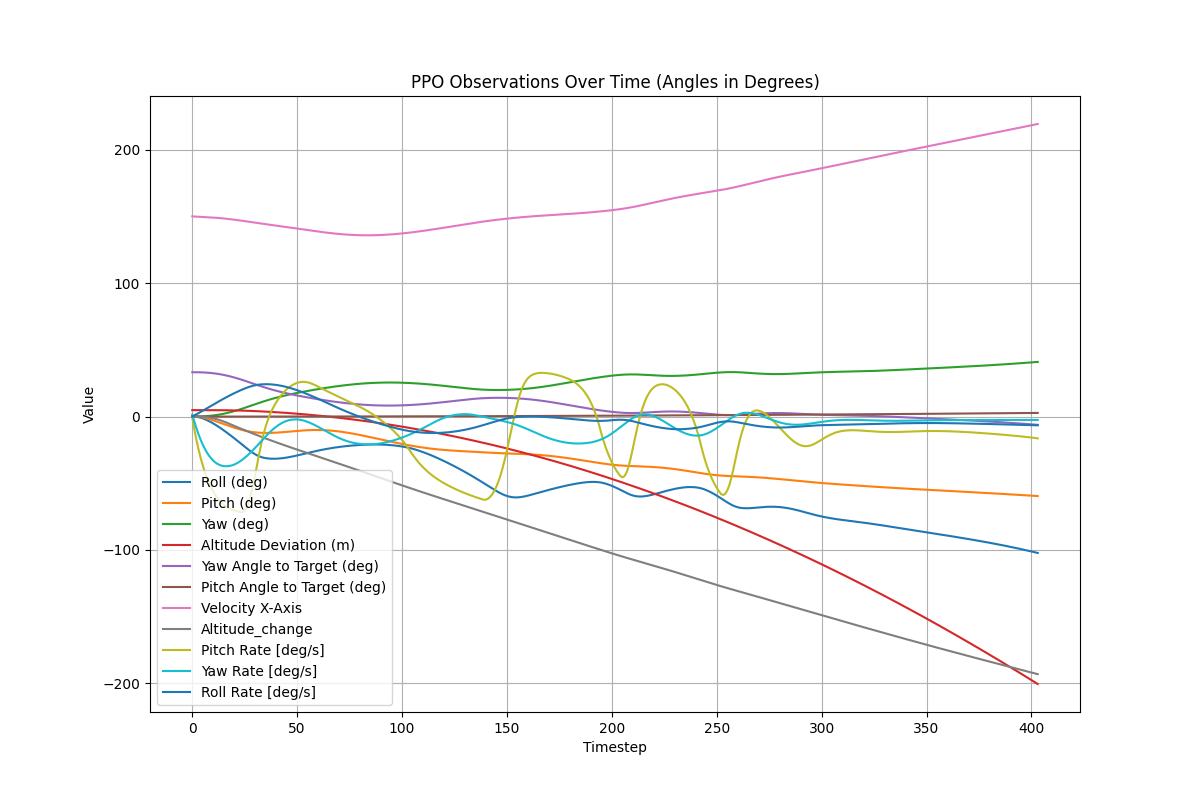 PPO Observations Over Time (Angles in Degrees)
Value
200
100
0
−100
−200
Roll (deg)
Pitch (deg)
Yaw (deg)
Altitude Deviation (m)
Yaw Angle to Target (deg)
Pitch Angle to Target (deg)
Velocity X-Axis
Altitude_change
Pitch Rate [deg/s]
Yaw Rate [deg/s]
Roll Rate [deg/s]
0 50 100 150 200 250 300 350 400
Timestep